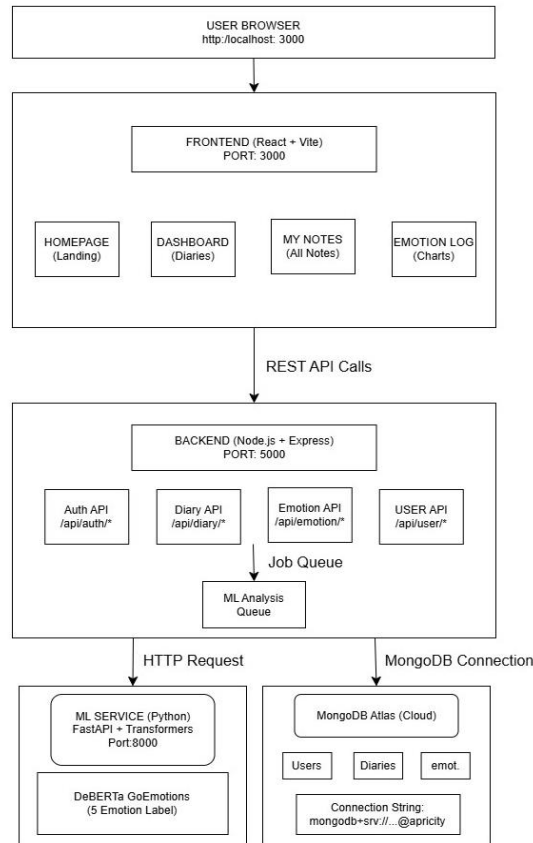 USER BROWSER
http:/localhost: 3000
FRONTEND (React + Vite)
PORT: 3000
HOMEPAGE
(Landing)
DASHBOARD
(Diaries)
MY NOTES
(All Notes)
EMOTION LOG
(Charts)
REST API Calls
BACKEND (Node.js + Express)
PORT: 5000
Auth API
/api/auth/*
Diary API
/api/diary/*
Emotion API
/api/emotion/*
USER API
/api/user/*
Job Queue
ML Analysis
Queue
HTTP Request
MongoDB Connection
ML SERVICE (Python)
FastAPI + Transformers
Port:8000
DeBERTa GoEmotions
(5 Emotion Label)
MongoDB Atlas (Cloud)
Users
Diaries
emot.
Connection String:
mongodb+srv://...@apricity